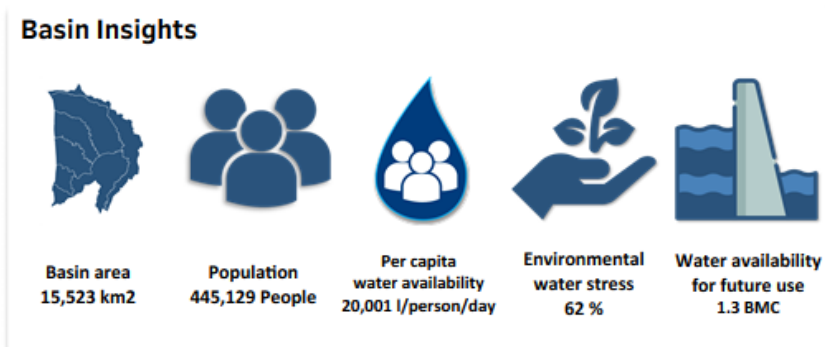 Basin Insights
Basin area
15,523 km2
Population
445,129 People
Per capita
water availability
20,001 l/person/day
Environmental
water stress
62 %
Water availability
for future use
1.3 BMC